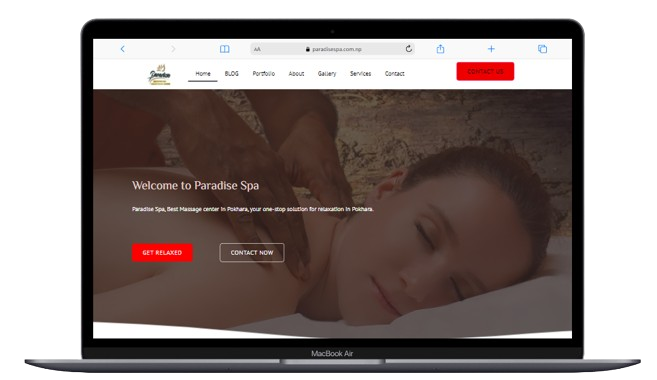 AA paradisespa.com.np
Paradise
Home BLOG Portfolio About Gallery Services Contact
CONTACT US
Welcome to Paradise Spa
Paradise Spa, Best Massage center in Pokhara, your one-stop solution for relaxation in Pokhara.
GET RELAXED CONTACT NOW
MacBook Air